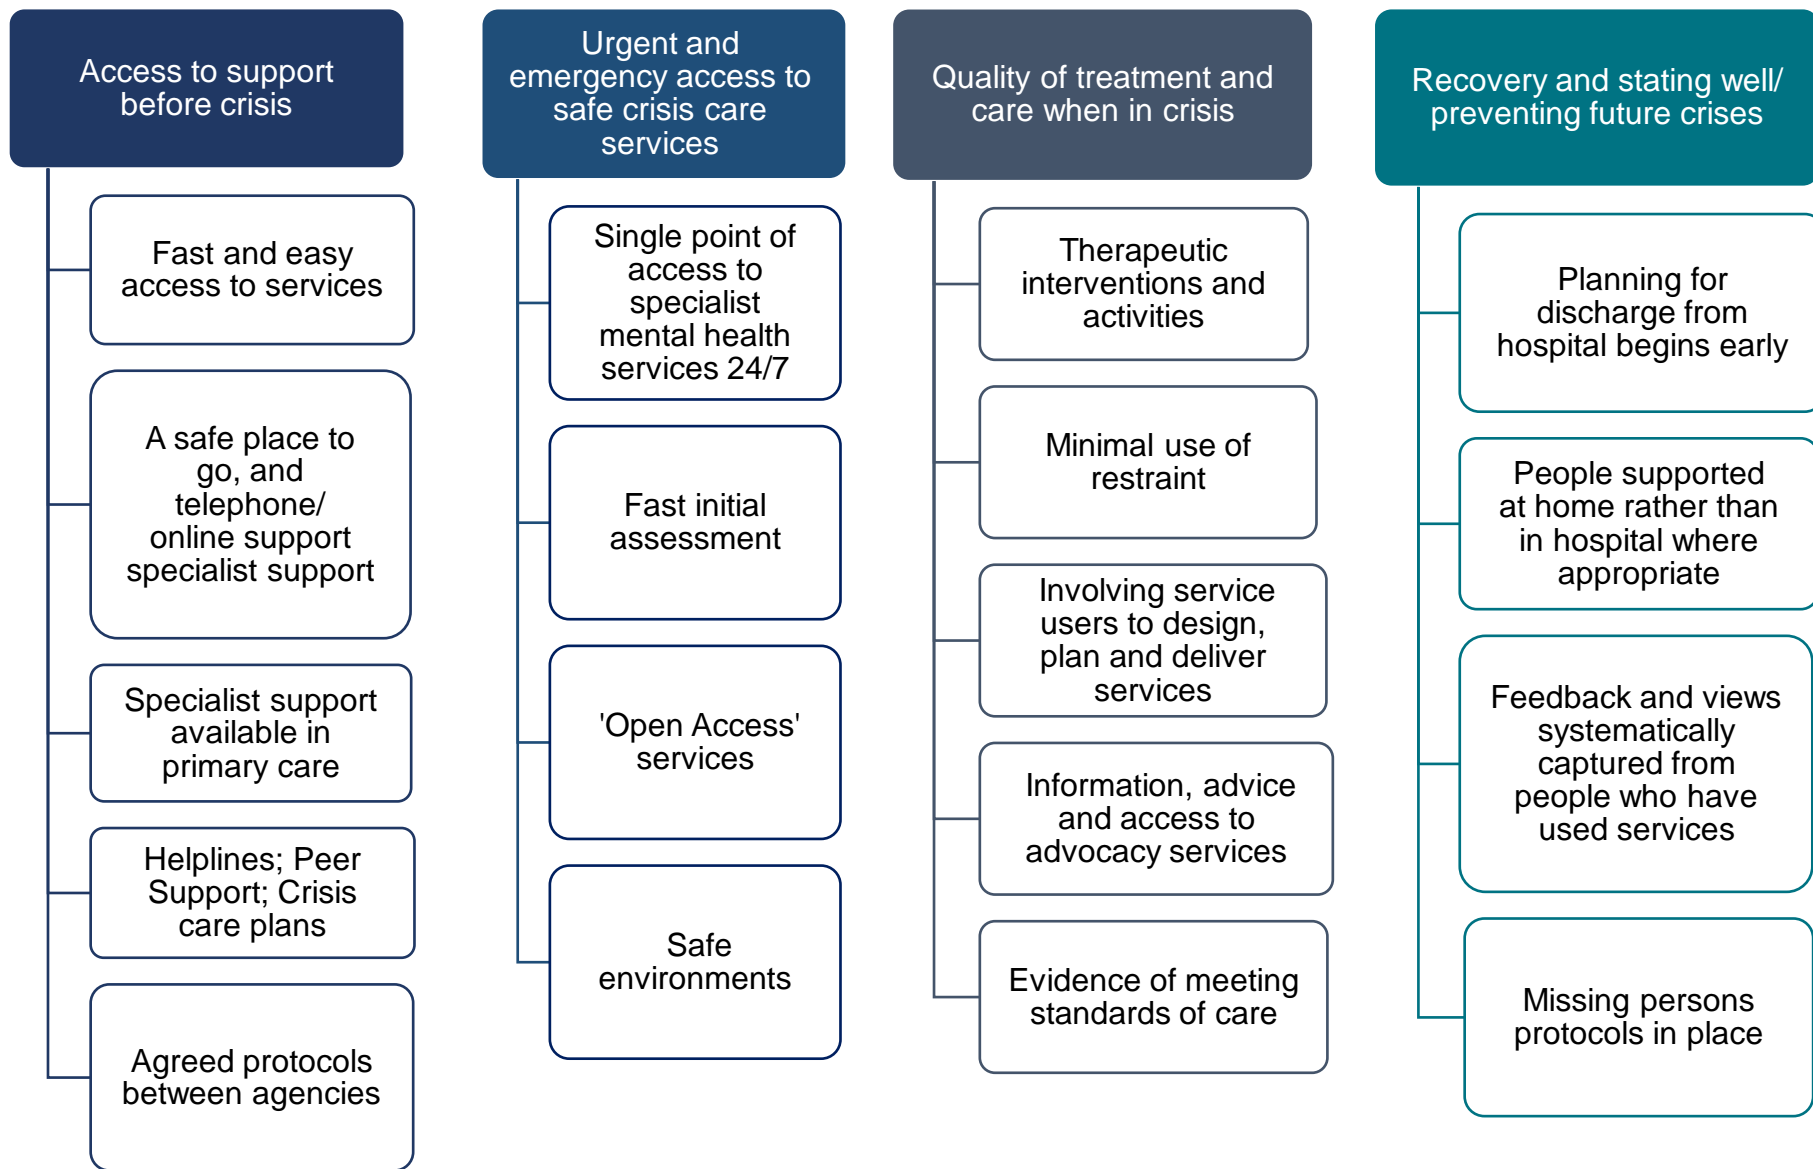 Access to support
before crisis
Fast and easy
access to services
A safe place to
go, and
telephone/
online support
specialist support
Specialist support
available in
primary care
Helplines; Peer
Support; Crisis
care plans
Agreed protocols
between agencies
Urgent and
emergency access to
safe crisis care
services
Single point of
access to
specialist
mental health
services 24/7
Fast initial
assessment
'Open Access'
services
Safe
environments
Quality of treatment and
care when in crisis
Therapeutic
interventions and
activities
Minimal use of
restraint
Involving service
users to design,
plan and deliver
services
Information, advice
and access to
advocacy services
Evidence of meeting
standards of care
Recovery and stating well/
preventing future crises
Planning for
discharge from
hospital begins early
People supported
at home rather than
in hospital where
appropriate
Feedback and views
systematically
captured from
people who have
used services
Missing persons
protocols in place